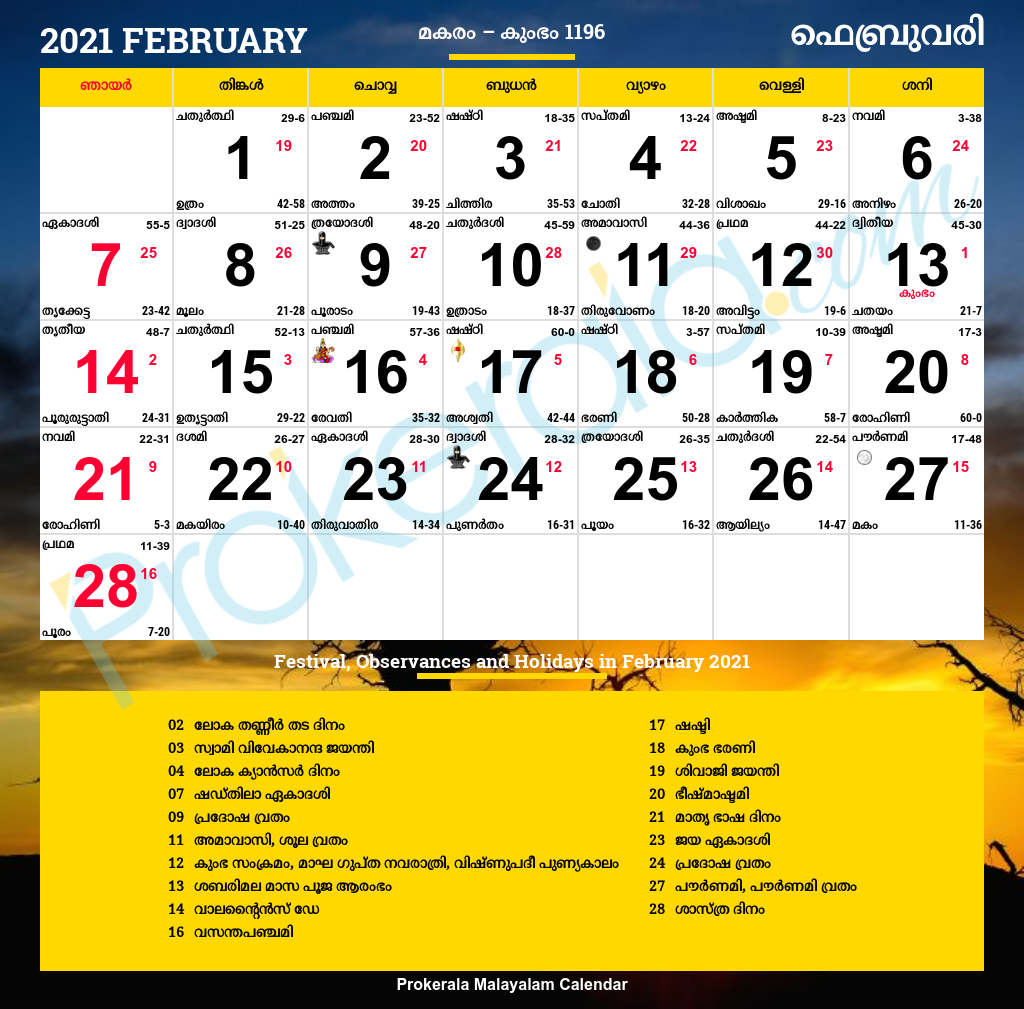 2021 FEBRUARY
മകരം – കുംഭം 1196
ഫെബ്രുവരി
ഞായർ തിങ്കൾ ചൊവ്വ ബുധൻ വ്യാഴം വെള്ളി ശനി
ചതുർത്ഥി 29-6 പഞ്ചമി 23-52 ഷഷ്ഠി 18-35 സപ്തമി 13-24 അഷ്ടമി 8-23 നവമി 3-38
1 19 2 20 3 21 4 22 5 23 6 24
ഉത്രം 42-58 അത്തം 39-25 ചിത്തിര 35-53 ചോതി 32-28 വിശാഖം 29-16 അനിഴം 26-20
ഏകാദശി 55-5 ദ്വാദശി 51-25 ത്രയോദശി 48-20 ചതുർദശി 45-59 അമാവാസി 44-36 പ്രഥമ 44-22 ദ്വിതീയ 45-30
7 25 8 26 9 27 10 28 11 29 12 30 13 1
കുംഭം
തൃക്കേട്ട 23-42 മൂലം 21-28 പൂരാടം 19-43 ഉത്രാടം 18-37 തിരുവോണം 18-20 അവിട്ടം 19-6 ചതയം 21-7
തൃതീയ 48-7 ചതുർത്ഥി 52-13 പഞ്ചമി 57-36 ഷഷ്ഠി 60-0 ഷഷ്ഠി 3-57 സപ്തമി 10-39 അഷ്ടമി 17-3
14 2 15 3 16 4 17 5 18 6 19 7 20 8
പൂരുരുട്ടാതി 24-31 ഉതൃട്ടാതി 29-22 രേവതി 35-32 അശ്വതി 42-44 ഭരണി 50-28 കാർത്തിക 58-7 രോഹിണി 60-0
നവമി 22-31 ദശമി 26-27 ഏകാദശി 28-30 ദ്വാദശി 28-32 ത്രയോദശി 26-35 ചതുർദശി 22-54 പൗർണമി 17-48
21 9 22 10 23 11 24 12 25 13 26 14 27 15
രോഹിണി 5-3 മകയിരം 10-40 തിരുവാതിര 14-34 പുണർതം 16-31 പൂയം 16-32 ആയില്യം 14-47 മകം 11-36
പ്രഥമ 11-39
28 16
പൂരം 7-20
Prokerala.com
Festival, Observances and Holidays in February 2021
02 ലോക തണ്ണീർ തട ദിനം
03 സ്വാമി വിവേകാനന്ദ ജയന്തി
04 ലോക ക്യാൻസർ ദിനം
07 ഷഡ്തിലാ ഏകാദശി
09 പ്രദോഷ വ്രതം
11 അമാവാസി, ശൂല വ്രതം
12 കുംഭ സംക്രമം, മാഘ ഗുപ്ത നവരാത്രി, വിഷ്ണുപദീ പുണ്യകാലം
13 ശബരിമല മാസ പൂജ ആരംഭം
14 വാലന്റൈൻസ് ഡേ
16 വസന്തപഞ്ചമി
17 ഷഷ്ടി
18 കുംഭ ഭരണി
19 ശിവാജി ജയന്തി
20 ഭീഷ്മാഷ്ടമി
21 മാതൃ ഭാഷ ദിനം
23 ജയ ഏകാദശി
24 പ്രദോഷ വ്രതം
27 പൗർണമി, പൗർണമി വ്രതം
28 ശാസ്ത്ര ദിനം
Prokerala Malayalam Calendar